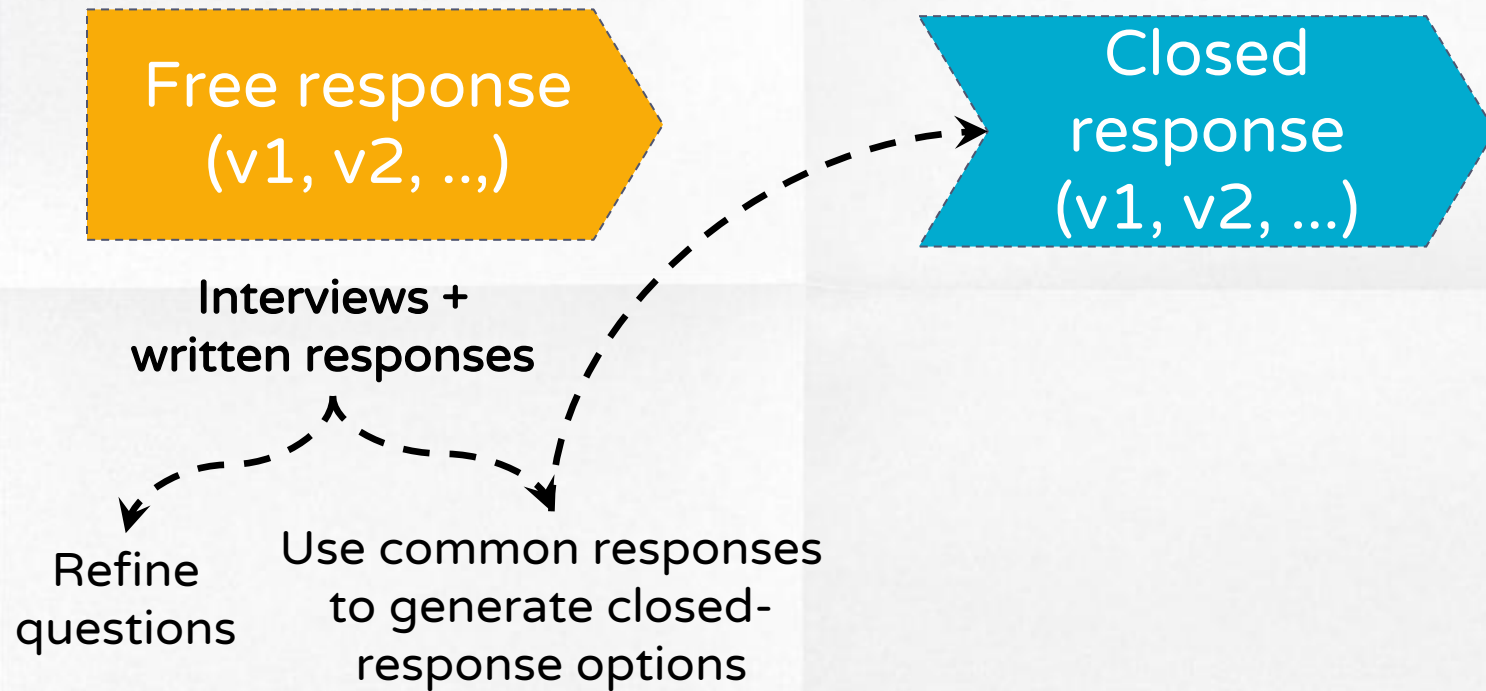 Free response
(v1, v2, ..,)
Closed
response
(v1, v2, ...)
Interviews +
written responses
Refine
questions
Use common responses
to generate closed-
response options